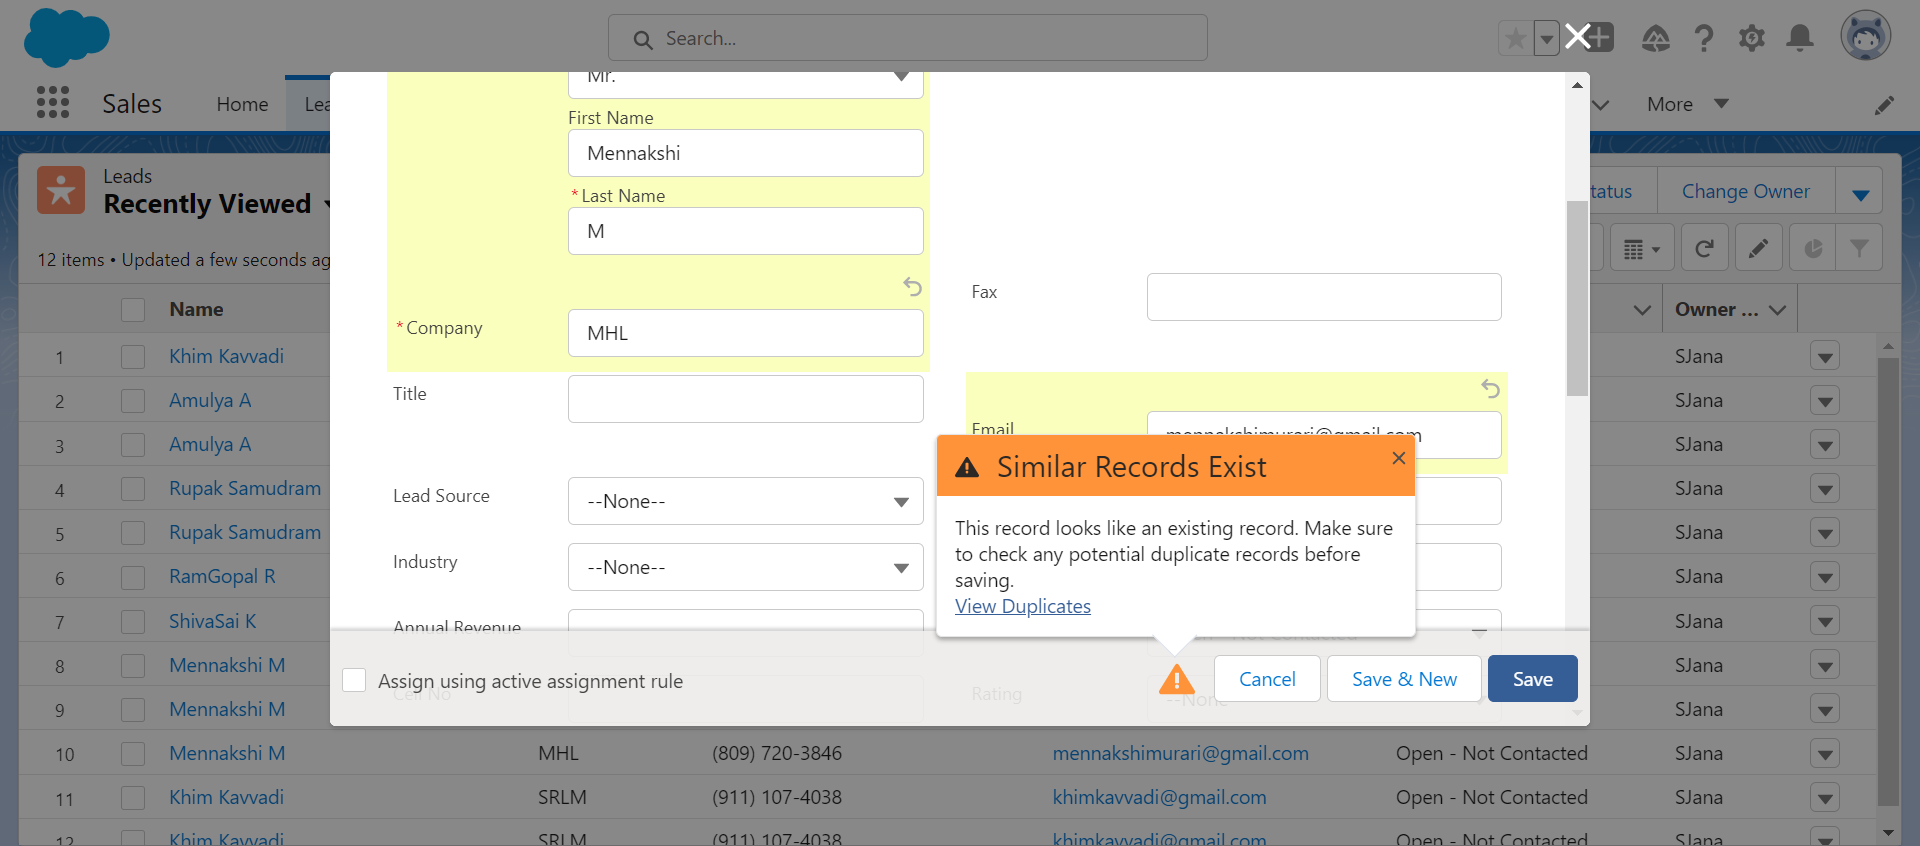 Search...
Sales
Home
Lea
More
Mr.
First Name
Mennakshi
*Last Name
M
*Company
MHL
Fax
Title
Email
mennakshimurari@gmail.com
Lead Source
--None--
Industry
--None--
Annual Revenue
Similar Records Exist
This record looks like an existing record. Make sure
to check any potential duplicate records before
saving.
View Duplicates
Not Contacted
Assign using active assignment rule
Cell No
Rating
--None
Cancel
Save & New
Save
Leads
Recently Viewed
12 items • Updated a few seconds ag
tatus
Change Owner
Name
Owner ...
1 Khim Kavvadi SJana
2 Amulya A SJana
3 Amulya A SJana
4 Rupak Samudram SJana
5 Rupak Samudram SJana
6 RamGopal R SJana
7 ShivaSai K SJana
8 Mennakshi M SJana
9 Mennakshi M SJana
10 Mennakshi M MHL (809) 720-3846 mennakshimurari@gmail.com Open - Not Contacted SJana
11 Khim Kavvadi SRLM (911) 107-4038 khimkavvadi@gmail.com Open - Not Contacted SJana
12 Khim Kavvadi SRLM (911) 107-4038 khimkavvadi@gmail.com Open - Not Contacted SJana